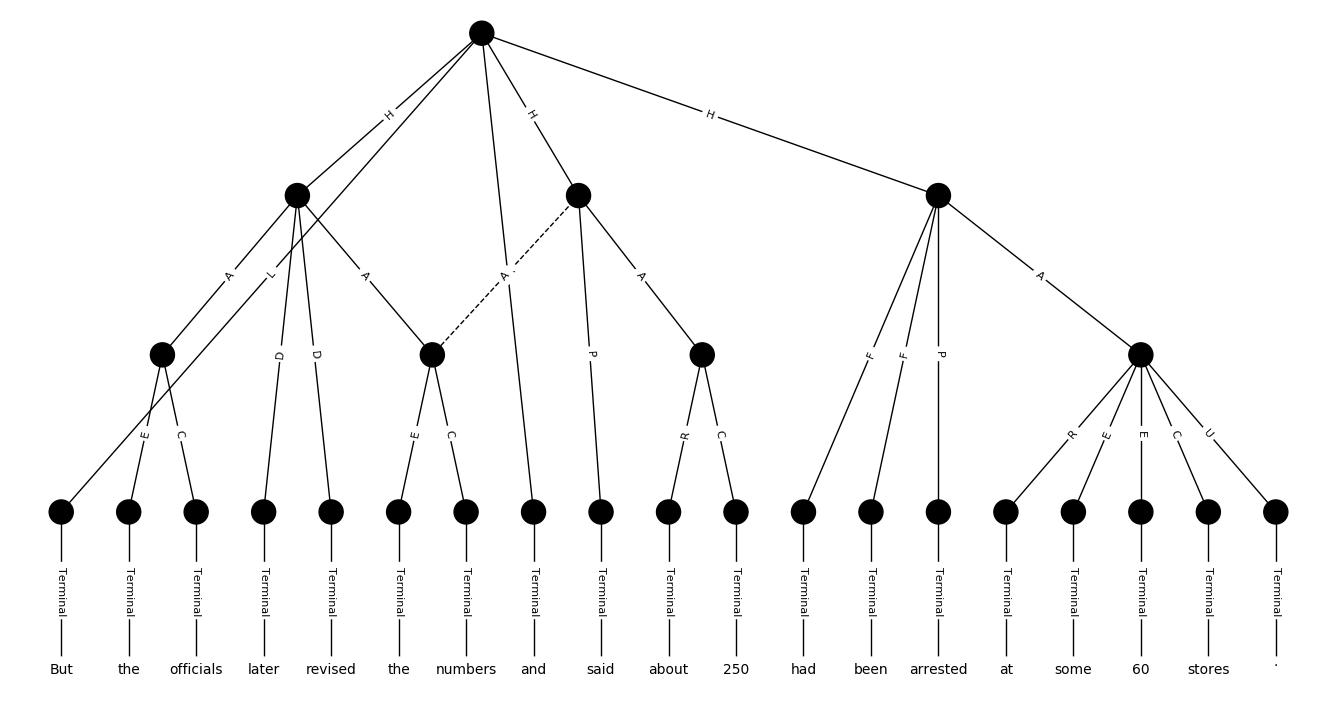 H H H
A L A A A A
D D F F P P
E C E C R C R E E C U
Terminal Terminal Terminal Terminal Terminal Terminal Terminal Terminal Terminal Terminal Terminal Terminal Terminal Terminal Terminal Terminal Terminal Terminal Terminal
But the officials later revised the numbers and said about 250 had been arrested at some 60 stores .